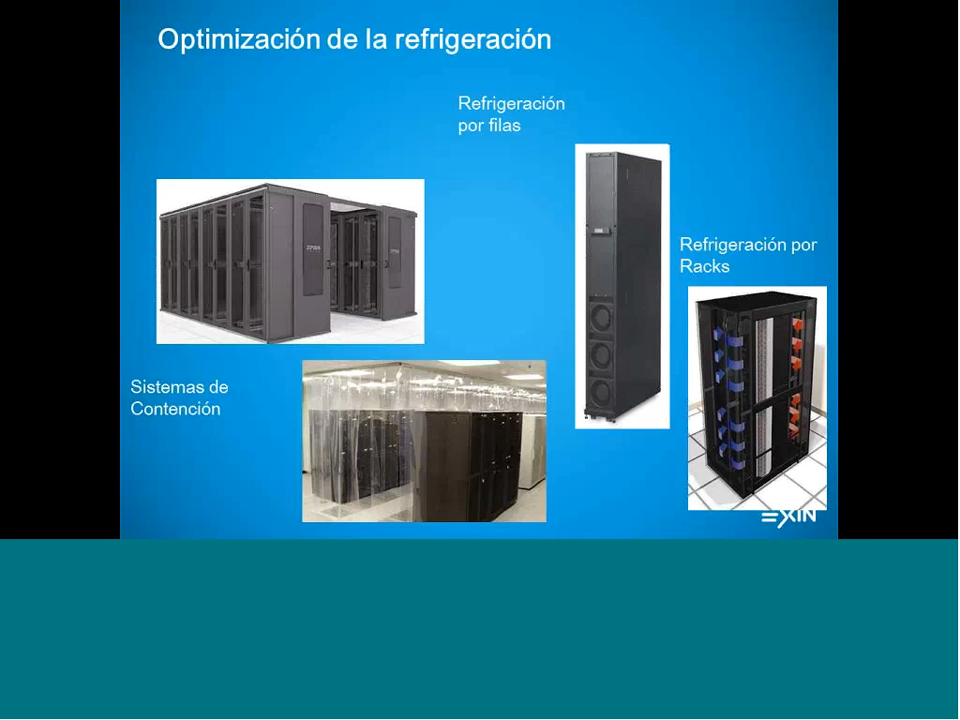 Optimización de la refrigeración
Refrigeración
por filas
Refrigeración por
Racks
Sistemas de
Contención
EXIN